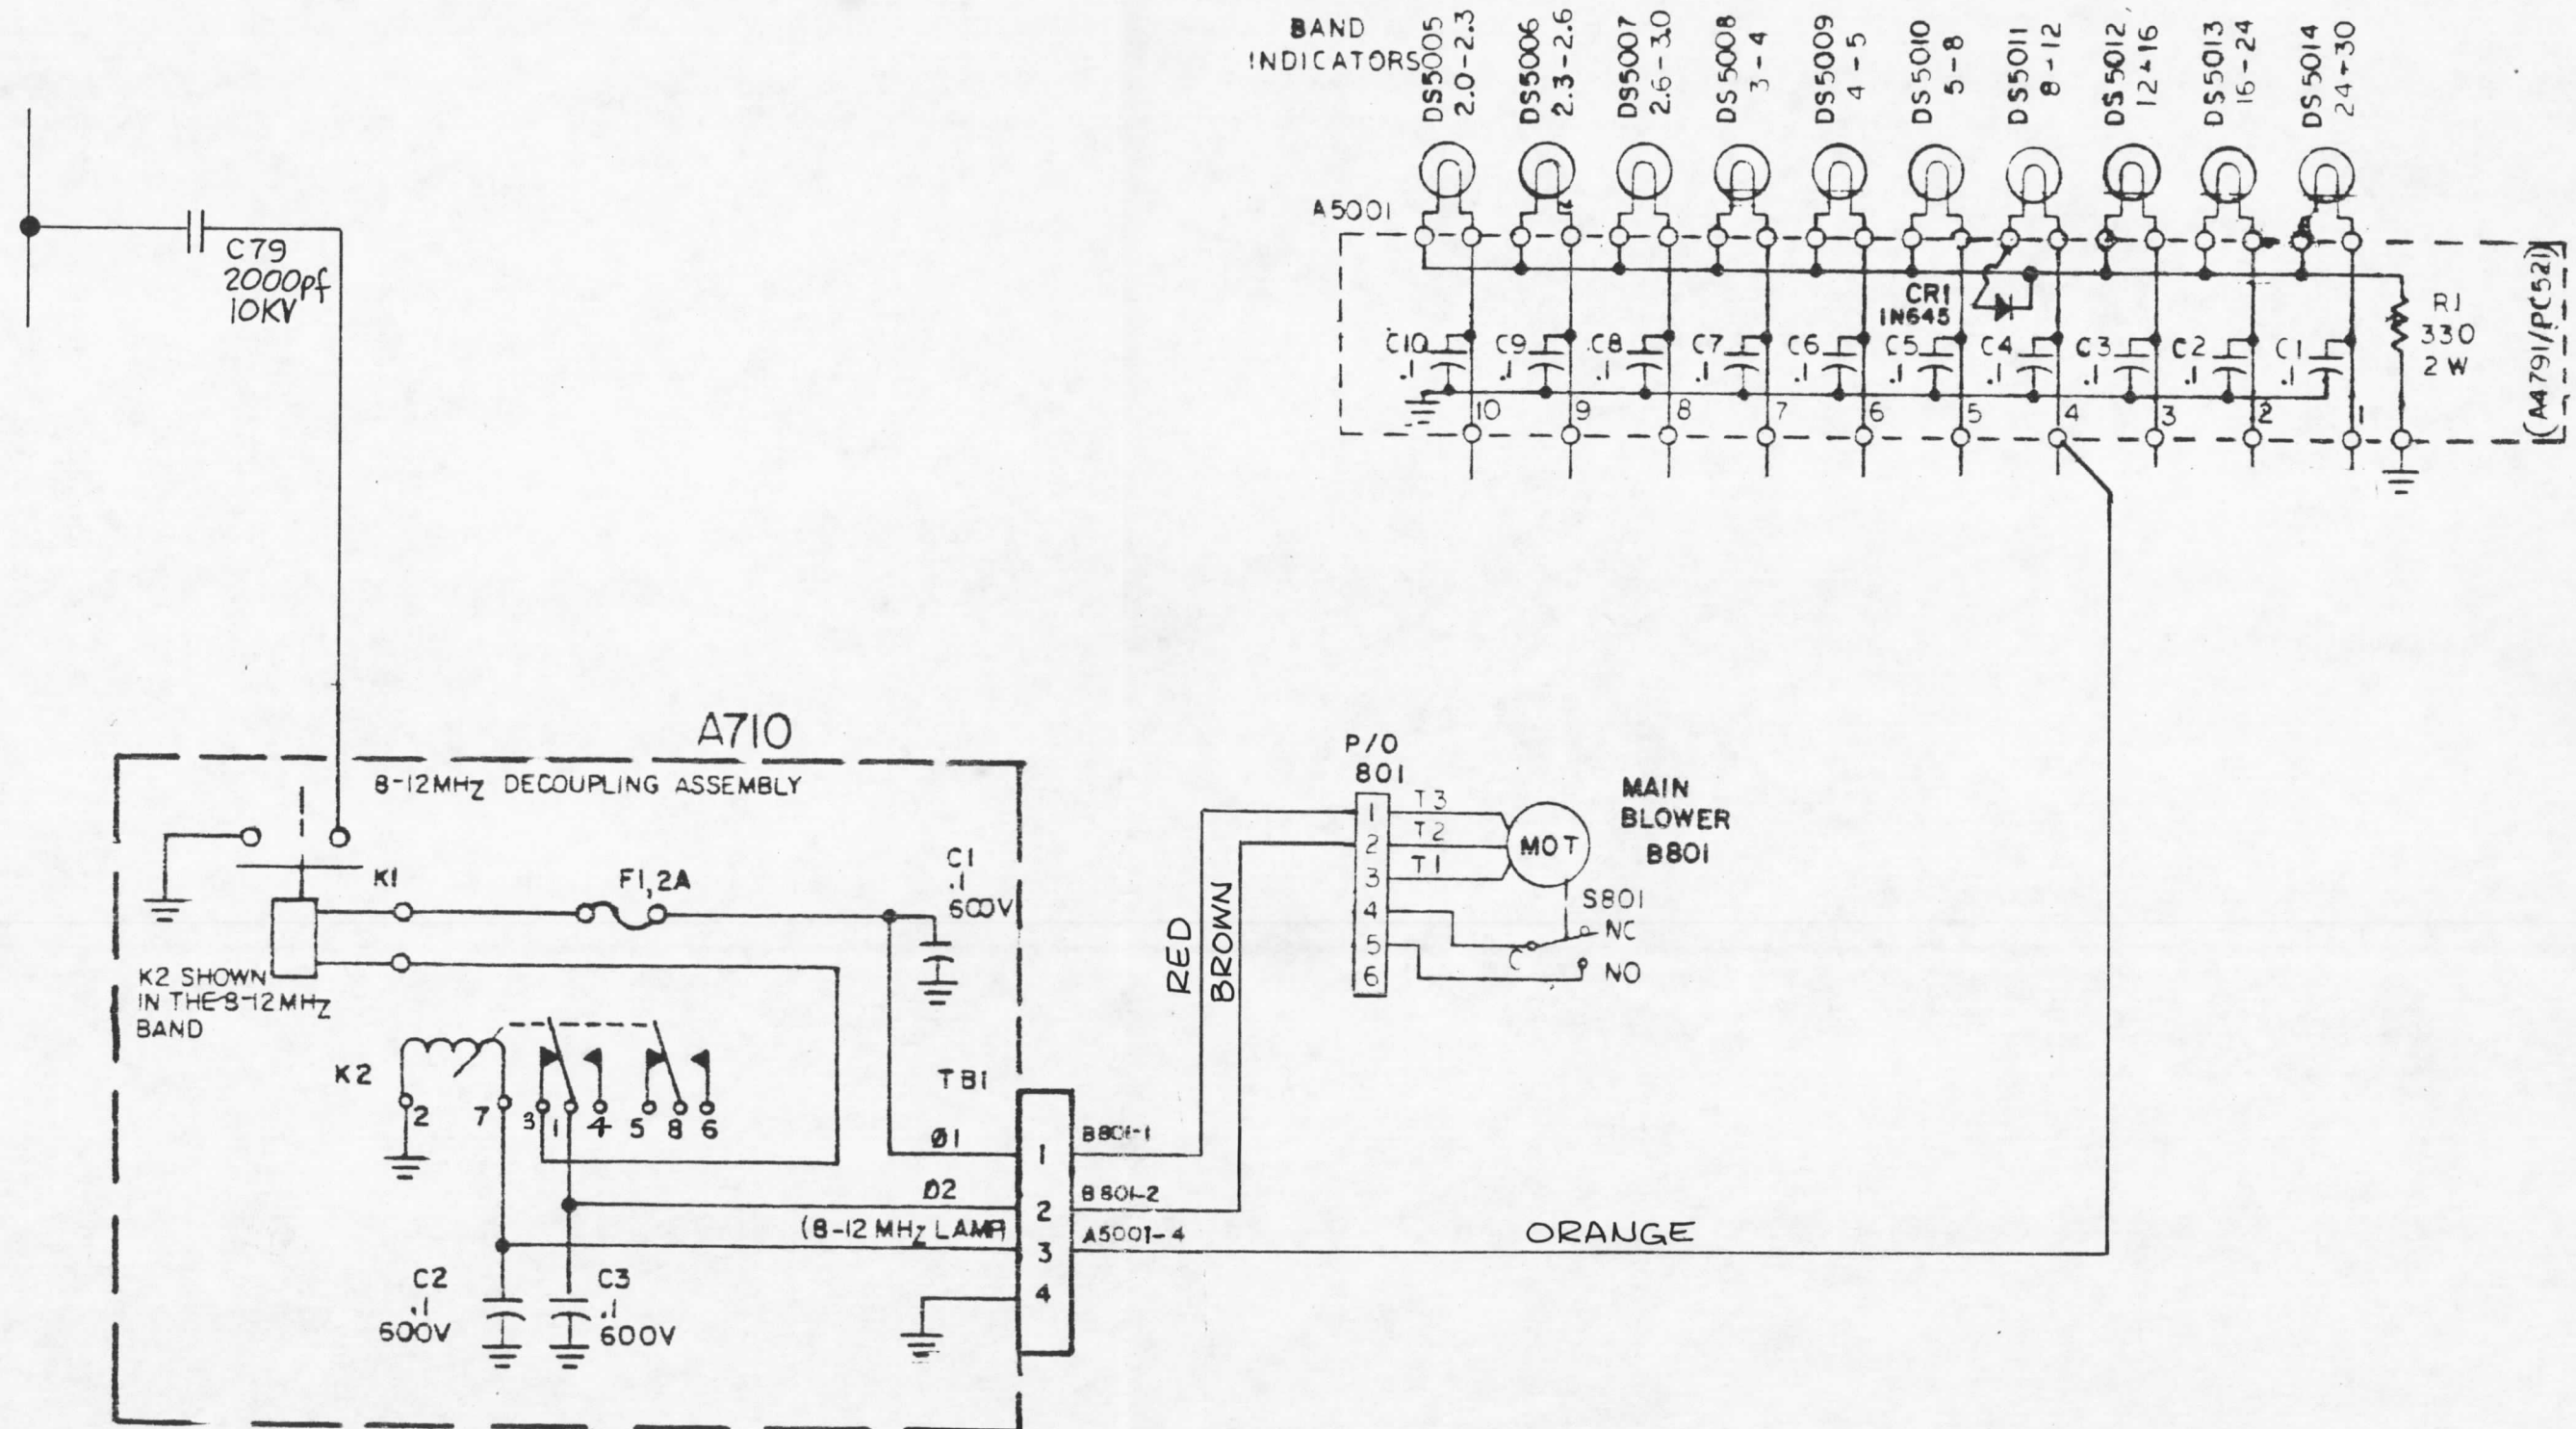 BAND
INDICATORS
DS5005
2.0-2.3
DS5006
2.3-2.6
DS5007
2.6-3.0
DS5008
3-4
DS5009
4-5
DS5010
5-8
DS5011
8-12
DS5012
12-16
DS5013
16-24
DS5014
24-30
A5001
(A4791/PC521)
CR1
IN645
R1
330
2W
C10
.1
C9
.1
C8
.1
C7
.1
C6
.1
C5
.1
C4
.1
C3
.1
C2
.1
C1
.1
10 9 8 7 6 5 4 3 2 1
C79
2000pf
10KV
A710
8-12MHz DECOUPLING ASSEMBLY
K1
F1,2A
C1
.1
600V
K2 SHOWN
IN THE 8-12MHz
BAND
K2
2 7 3 1 4 5 8 6
TB1
Ø1
Ø2
(8-12 MHz LAMP)
1
2
3
4
B801-1
B801-2
A5001-4
C2
.1
600V
C3
.1
600V
RED
BROWN
ORANGE
P/O
801
1
2
3
4
5
6
T3
T2
T1
MOT
MAIN
BLOWER
B801
S801
NC
C
NO